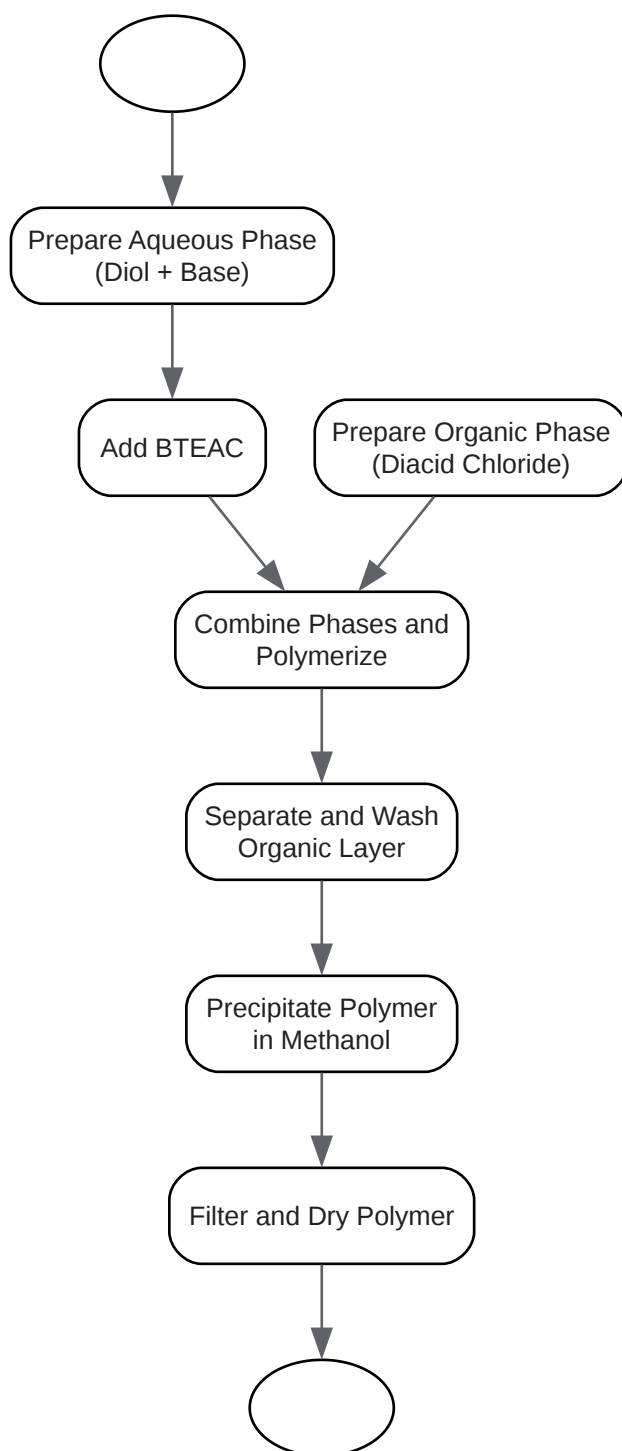 Prepare Aqueous Phase
(Diol + Base)
Add BTEAC
Prepare Organic Phase
(Diacid Chloride)
Combine Phases and
Polymerize
Separate and Wash
Organic Layer
Precipitate Polymer
in Methanol
Filter and Dry Polymer